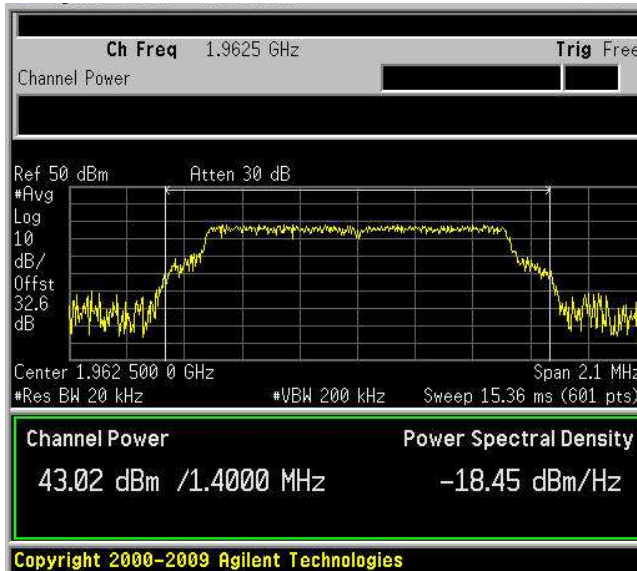 Ch Freq 1.9625 GHz Trig Free
Channel Power
Ref 50 dBm Atten 30 dB
#Avg
Log
10
dB/
Offst
32.6
dB
Center 1.962 500 0 GHz Span 2.1 MHz
#Res BW 20 kHz #VBW 200 kHz Sweep 15.36 ms (601 pts)
Channel Power Power Spectral Density
43.02 dBm /1.4000 MHz -18.45 dBm/Hz
Copyright 2000-2009 Agilent Technologies